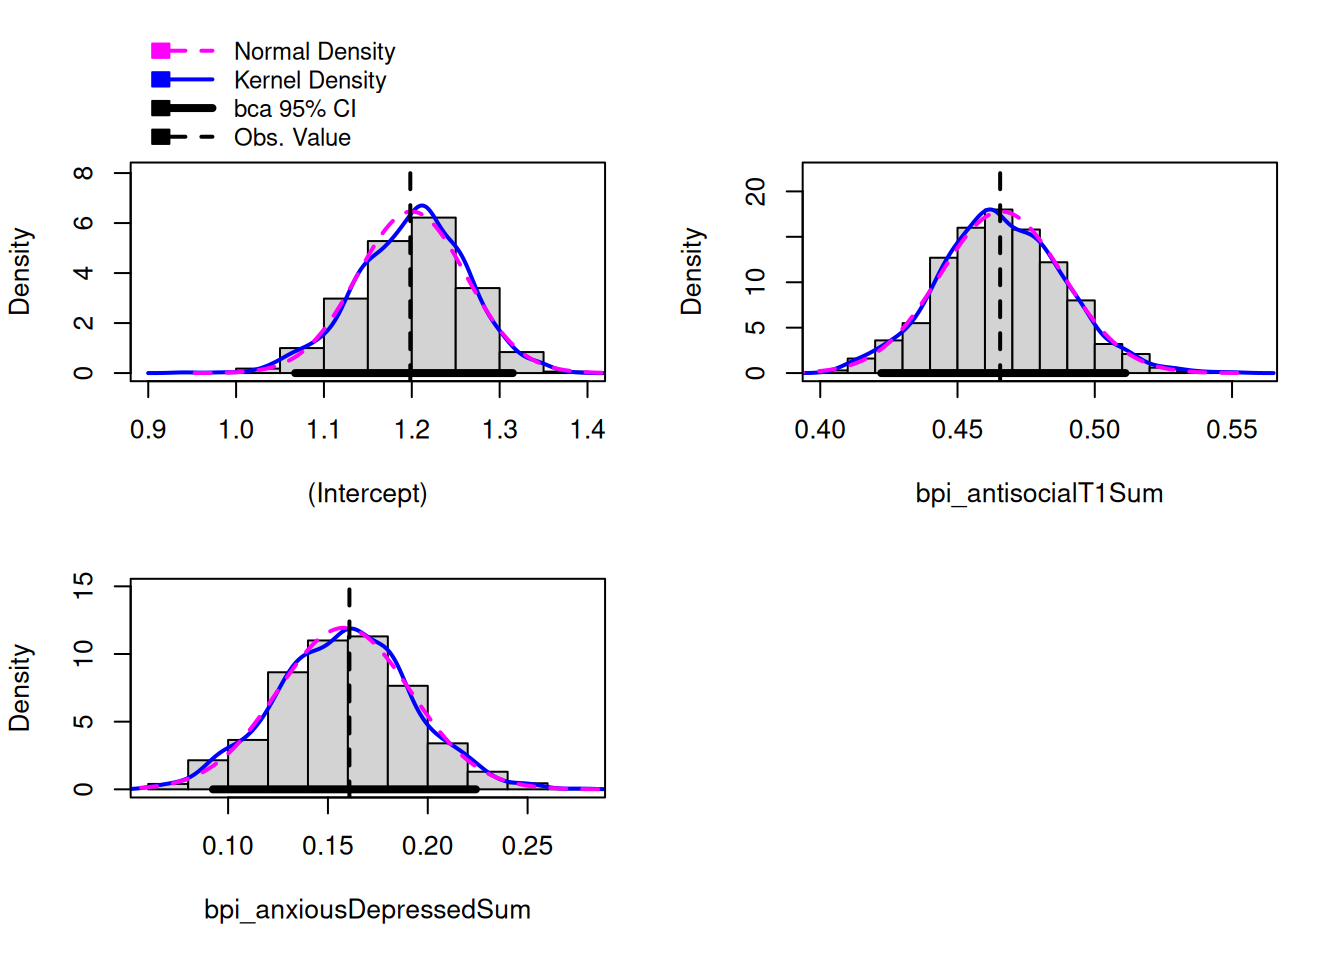 Normal Density
Kernel Density
bca 95% CI
Obs. Value
Density
8
6
4
2
0
0.9 1.0 1.1 1.2 1.3 1.4
(Intercept)
Density
20
10
5
0
0.40 0.45 0.50 0.55
bpi_antisocialT1Sum
Density
15
10
5
0
0.10 0.15 0.20 0.25
bpi_anxiousDepressedSum